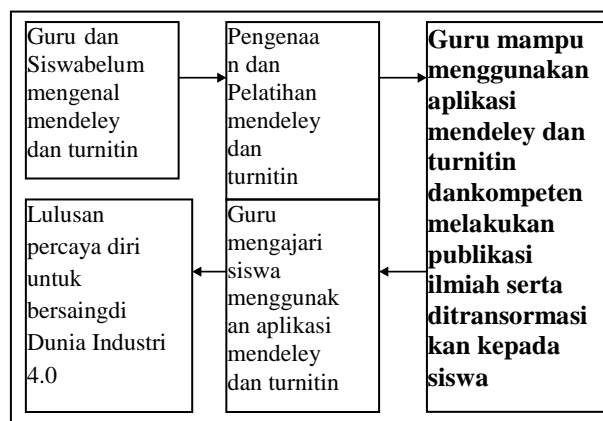 Guru dan
Siswabelum
mengenal
mendeley
dan turnitin
Pengenaa
n dan
Pelatihan
mendeley
dan
turnitin
Guru mampu
menggunakan
aplikasi
mendeley dan
turnitin
dankompeten
melakukan
publikasi
ilmiah serta
ditransormasi
kan kepada
siswa
Guru
mengajari
siswa
menggunak
an aplikasi
mendeley
dan turnitin
Lulusan
percaya diri
untuk
bersaingdi
Dunia Industri
4.0